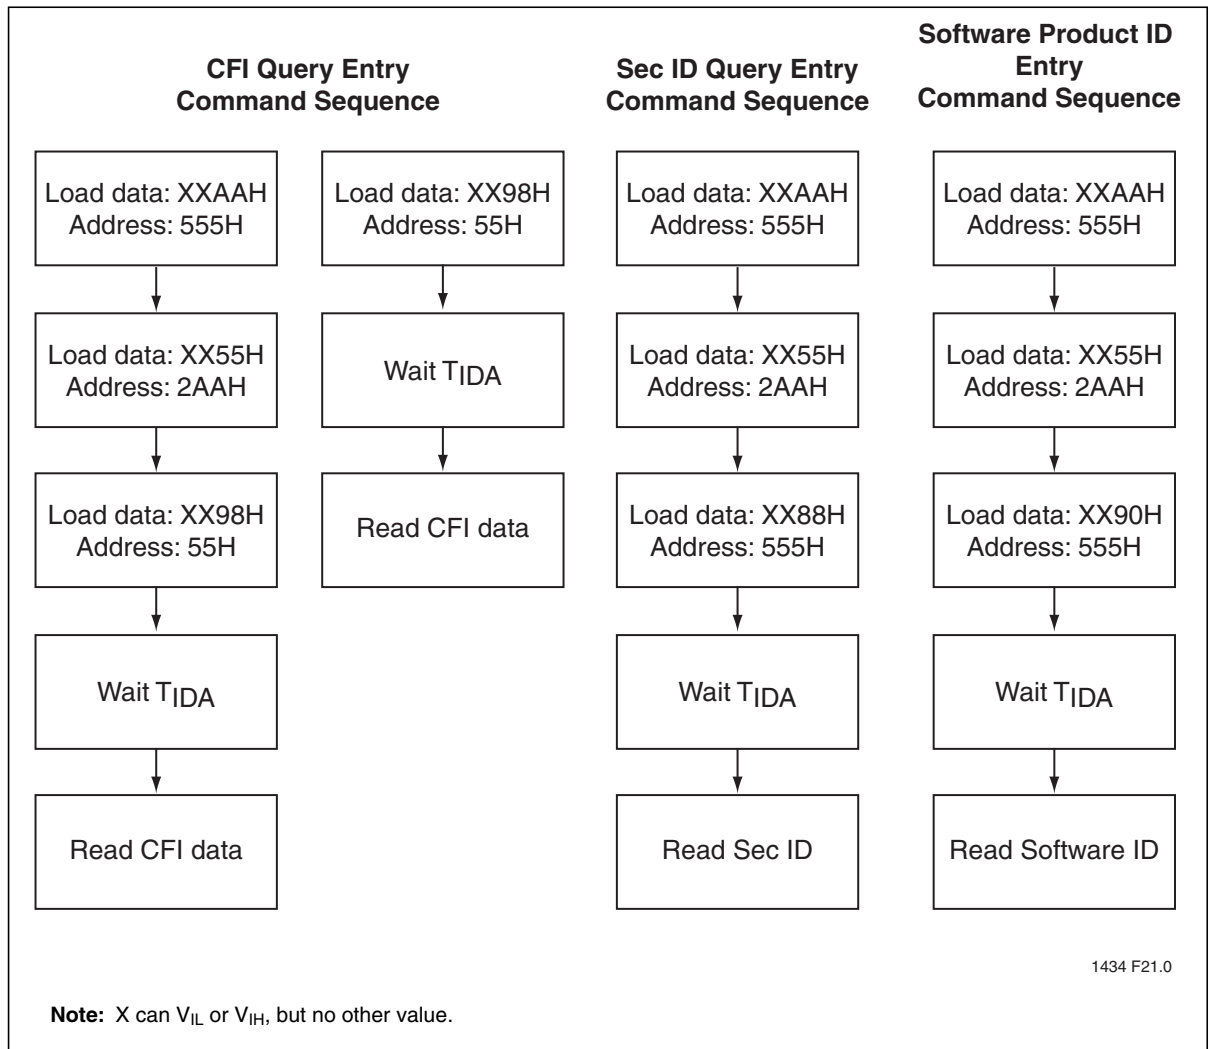 CFI Query Entry
Command Sequence
Load data: XXAAH
Address: 555H
Load data: XX55H
Address: 2AAH
Load data: XX98H
Address: 55H
Wait TIDA
Read CFI data
Load data: XX98H
Address: 55H
Wait TIDA
Read CFI data
Sec ID Query Entry
Command Sequence
Load data: XXAAH
Address: 555H
Load data: XX55H
Address: 2AAH
Load data: XX88H
Address: 555H
Wait TIDA
Read Sec ID
Software Product ID
Entry
Command Sequence
Load data: XXAAH
Address: 555H
Load data: XX55H
Address: 2AAH
Load data: XX90H
Address: 555H
Wait TIDA
Read Software ID
1434 F21.0
Note: X can VIL or VIH, but no other value.